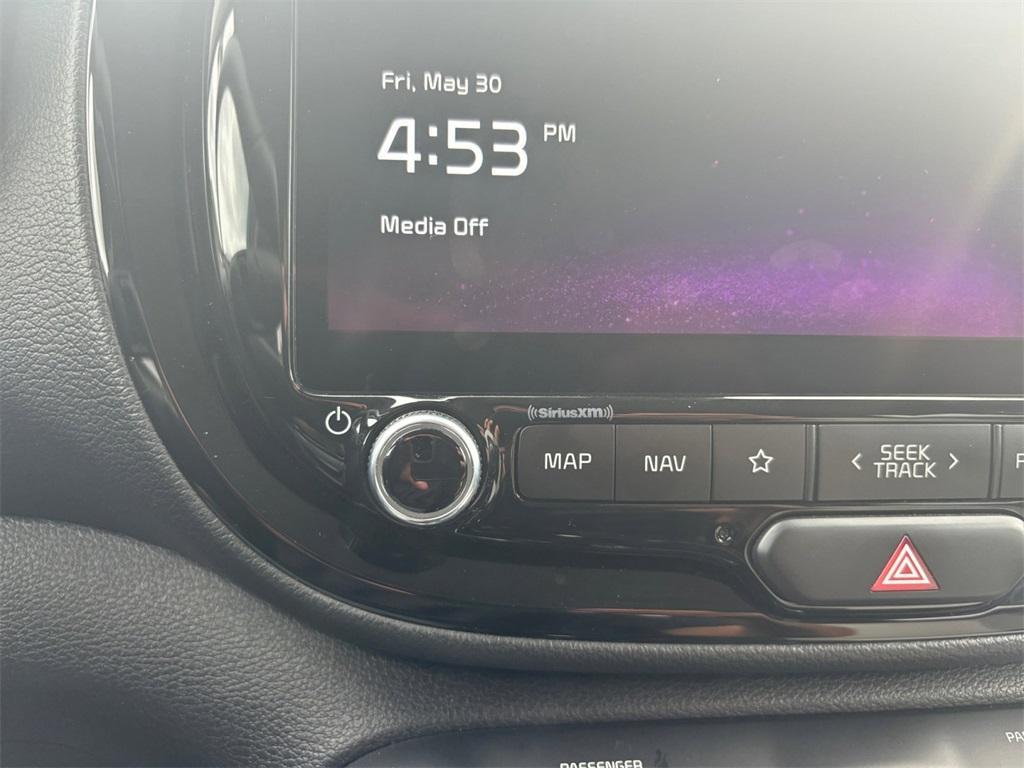 Fri, May 30
4:53 PM
Media Off
((SiriusXM))
MAP
NAV
SEEK
TRACK
PASSENGER